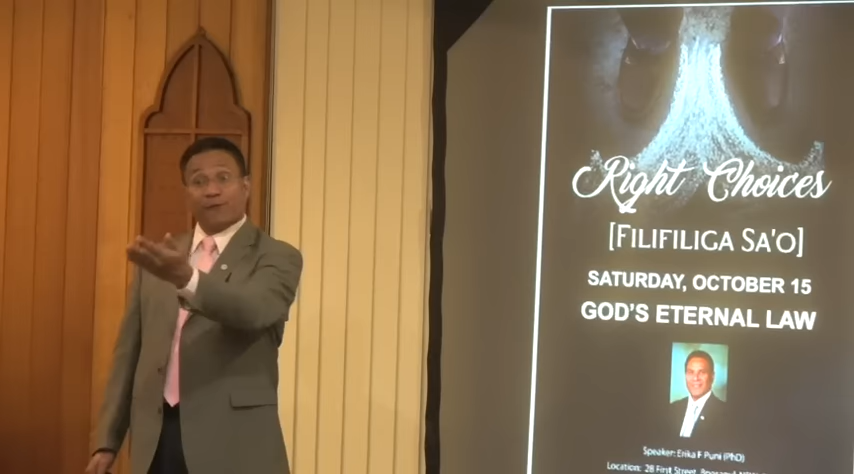 Right Choices
[FILIFILIGA SA'O]
SATURDAY, OCTOBER 15
GOD'S ETERNAL LAW
Speaker: Erika F Puni (PhD)
Location: 28 First Street,